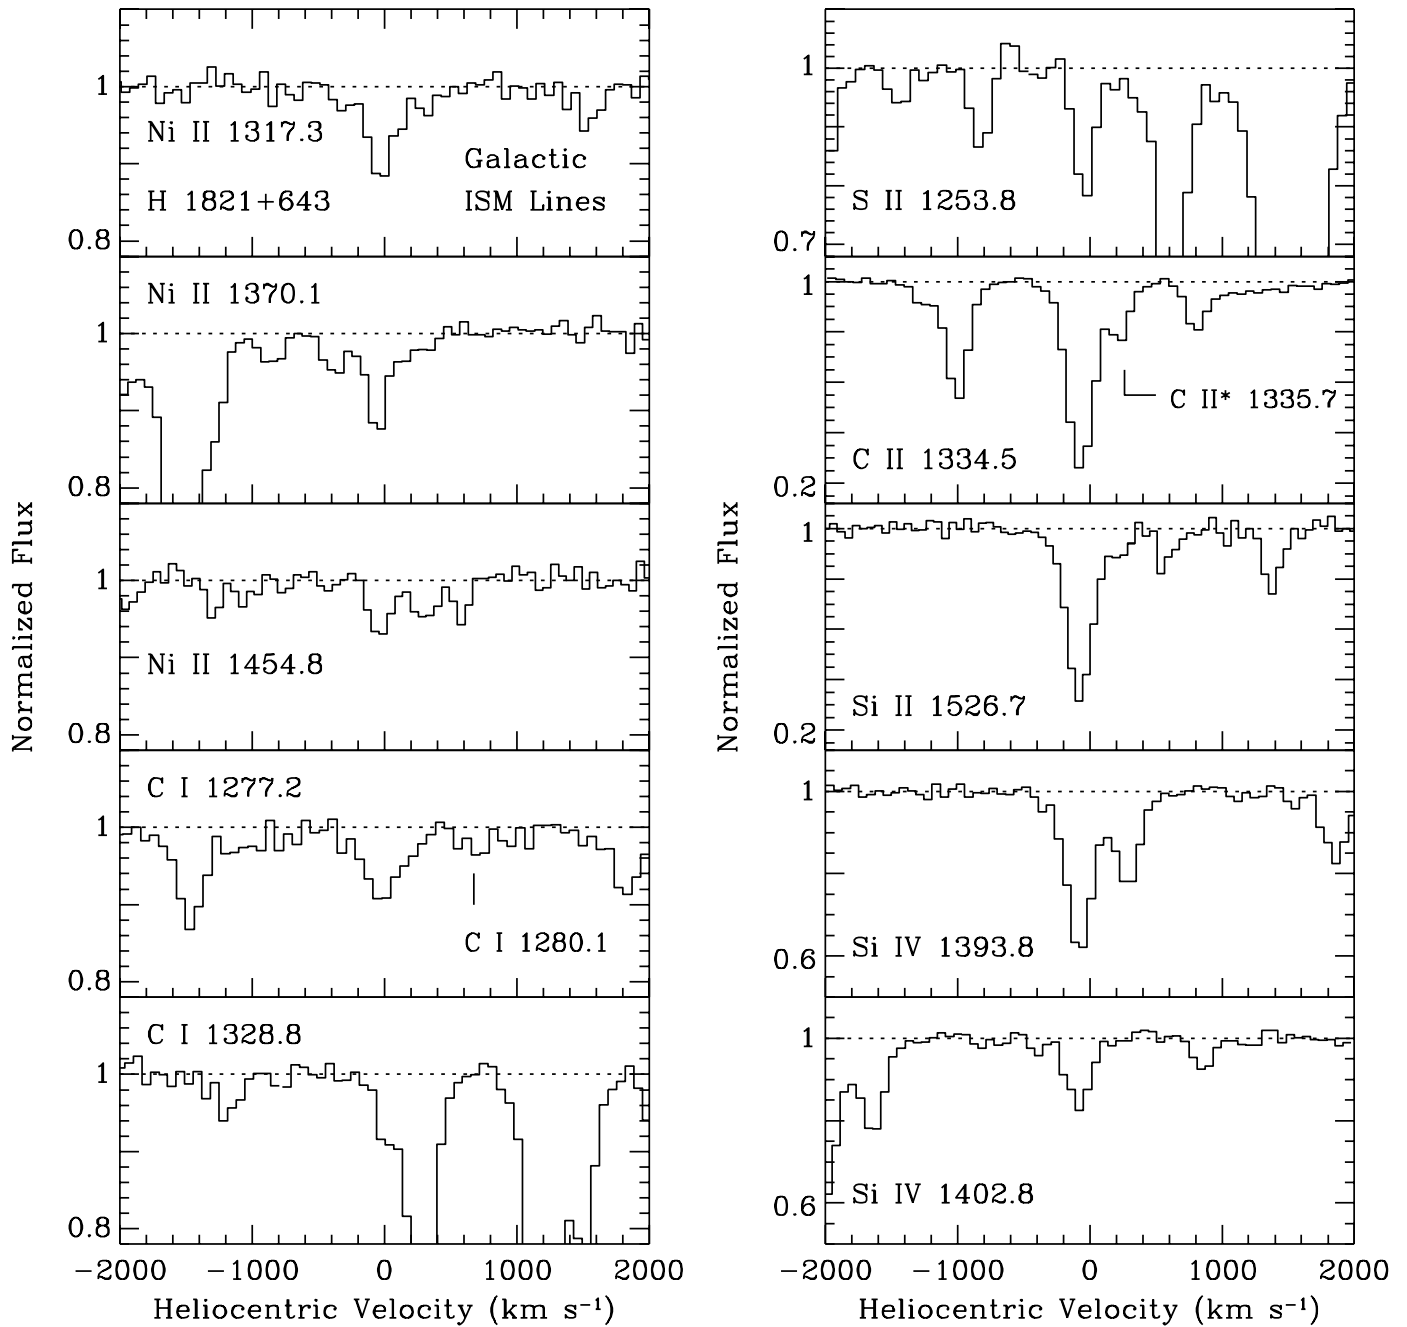 1
Ni II 1317.3
Galactic
H 1821+643
ISM Lines
0.8
Ni II 1370.1
1
0.8
1
Ni II 1454.8
0.8
C I 1277.2
1
C I 1280.1
0.8
C I 1328.8
1
0.8
−2000 −1000 0 1000 2000
Heliocentric Velocity (km s⁻¹)
Normalized Flux
1
S II 1253.8
0.7
1
C II* 1335.7
C II 1334.5
0.2
1
Si II 1526.7
0.2
1
Si IV 1393.8
0.6
1
Si IV 1402.8
0.6
−2000 −1000 0 1000 2000
Heliocentric Velocity (km s⁻¹)
Normalized Flux